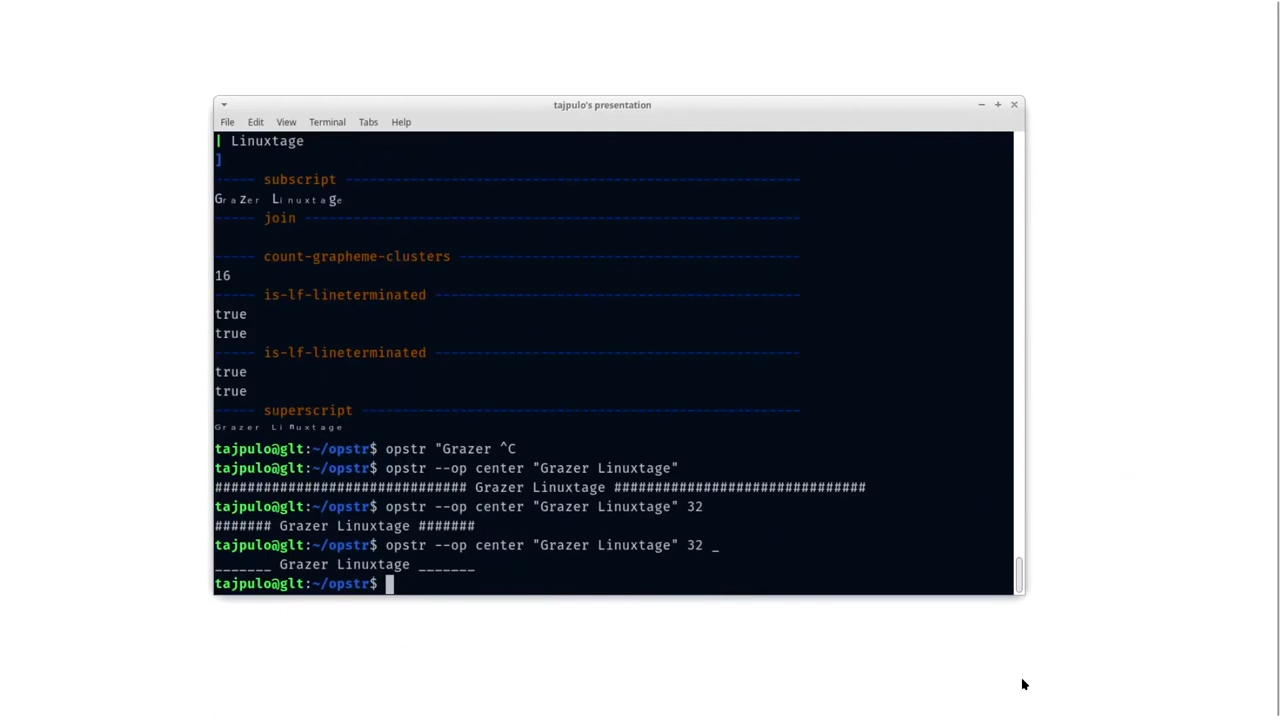 tajpulo's presentation
File Edit View Terminal Tabs Help
| Linuxtage
]
----- subscript --------------------------------------------------------
Grazer Linuxtage
----- join -------------------------------------------------------------
----- count-grapheme-clusters ------------------------------------------
16
----- is-lf-lineterminated ---------------------------------------------
true
true
----- is-lf-lineterminated ---------------------------------------------
true
true
----- superscript ------------------------------------------------------
ᴳʳᵃᶻᵉʳ ᴸⁱⁿᵘˣᵗᵃᵍᵉ
tajpulo@glt:~/opstr$ opstr "Grazer ^C
tajpulo@glt:~/opstr$ opstr --op center "Grazer Linuxtage"
############################### Grazer Linuxtage ###############################
tajpulo@glt:~/opstr$ opstr --op center "Grazer Linuxtage" 32
####### Grazer Linuxtage #######
tajpulo@glt:~/opstr$ opstr --op center "Grazer Linuxtage" 32 _
_______ Grazer Linuxtage _______
tajpulo@glt:~/opstr$